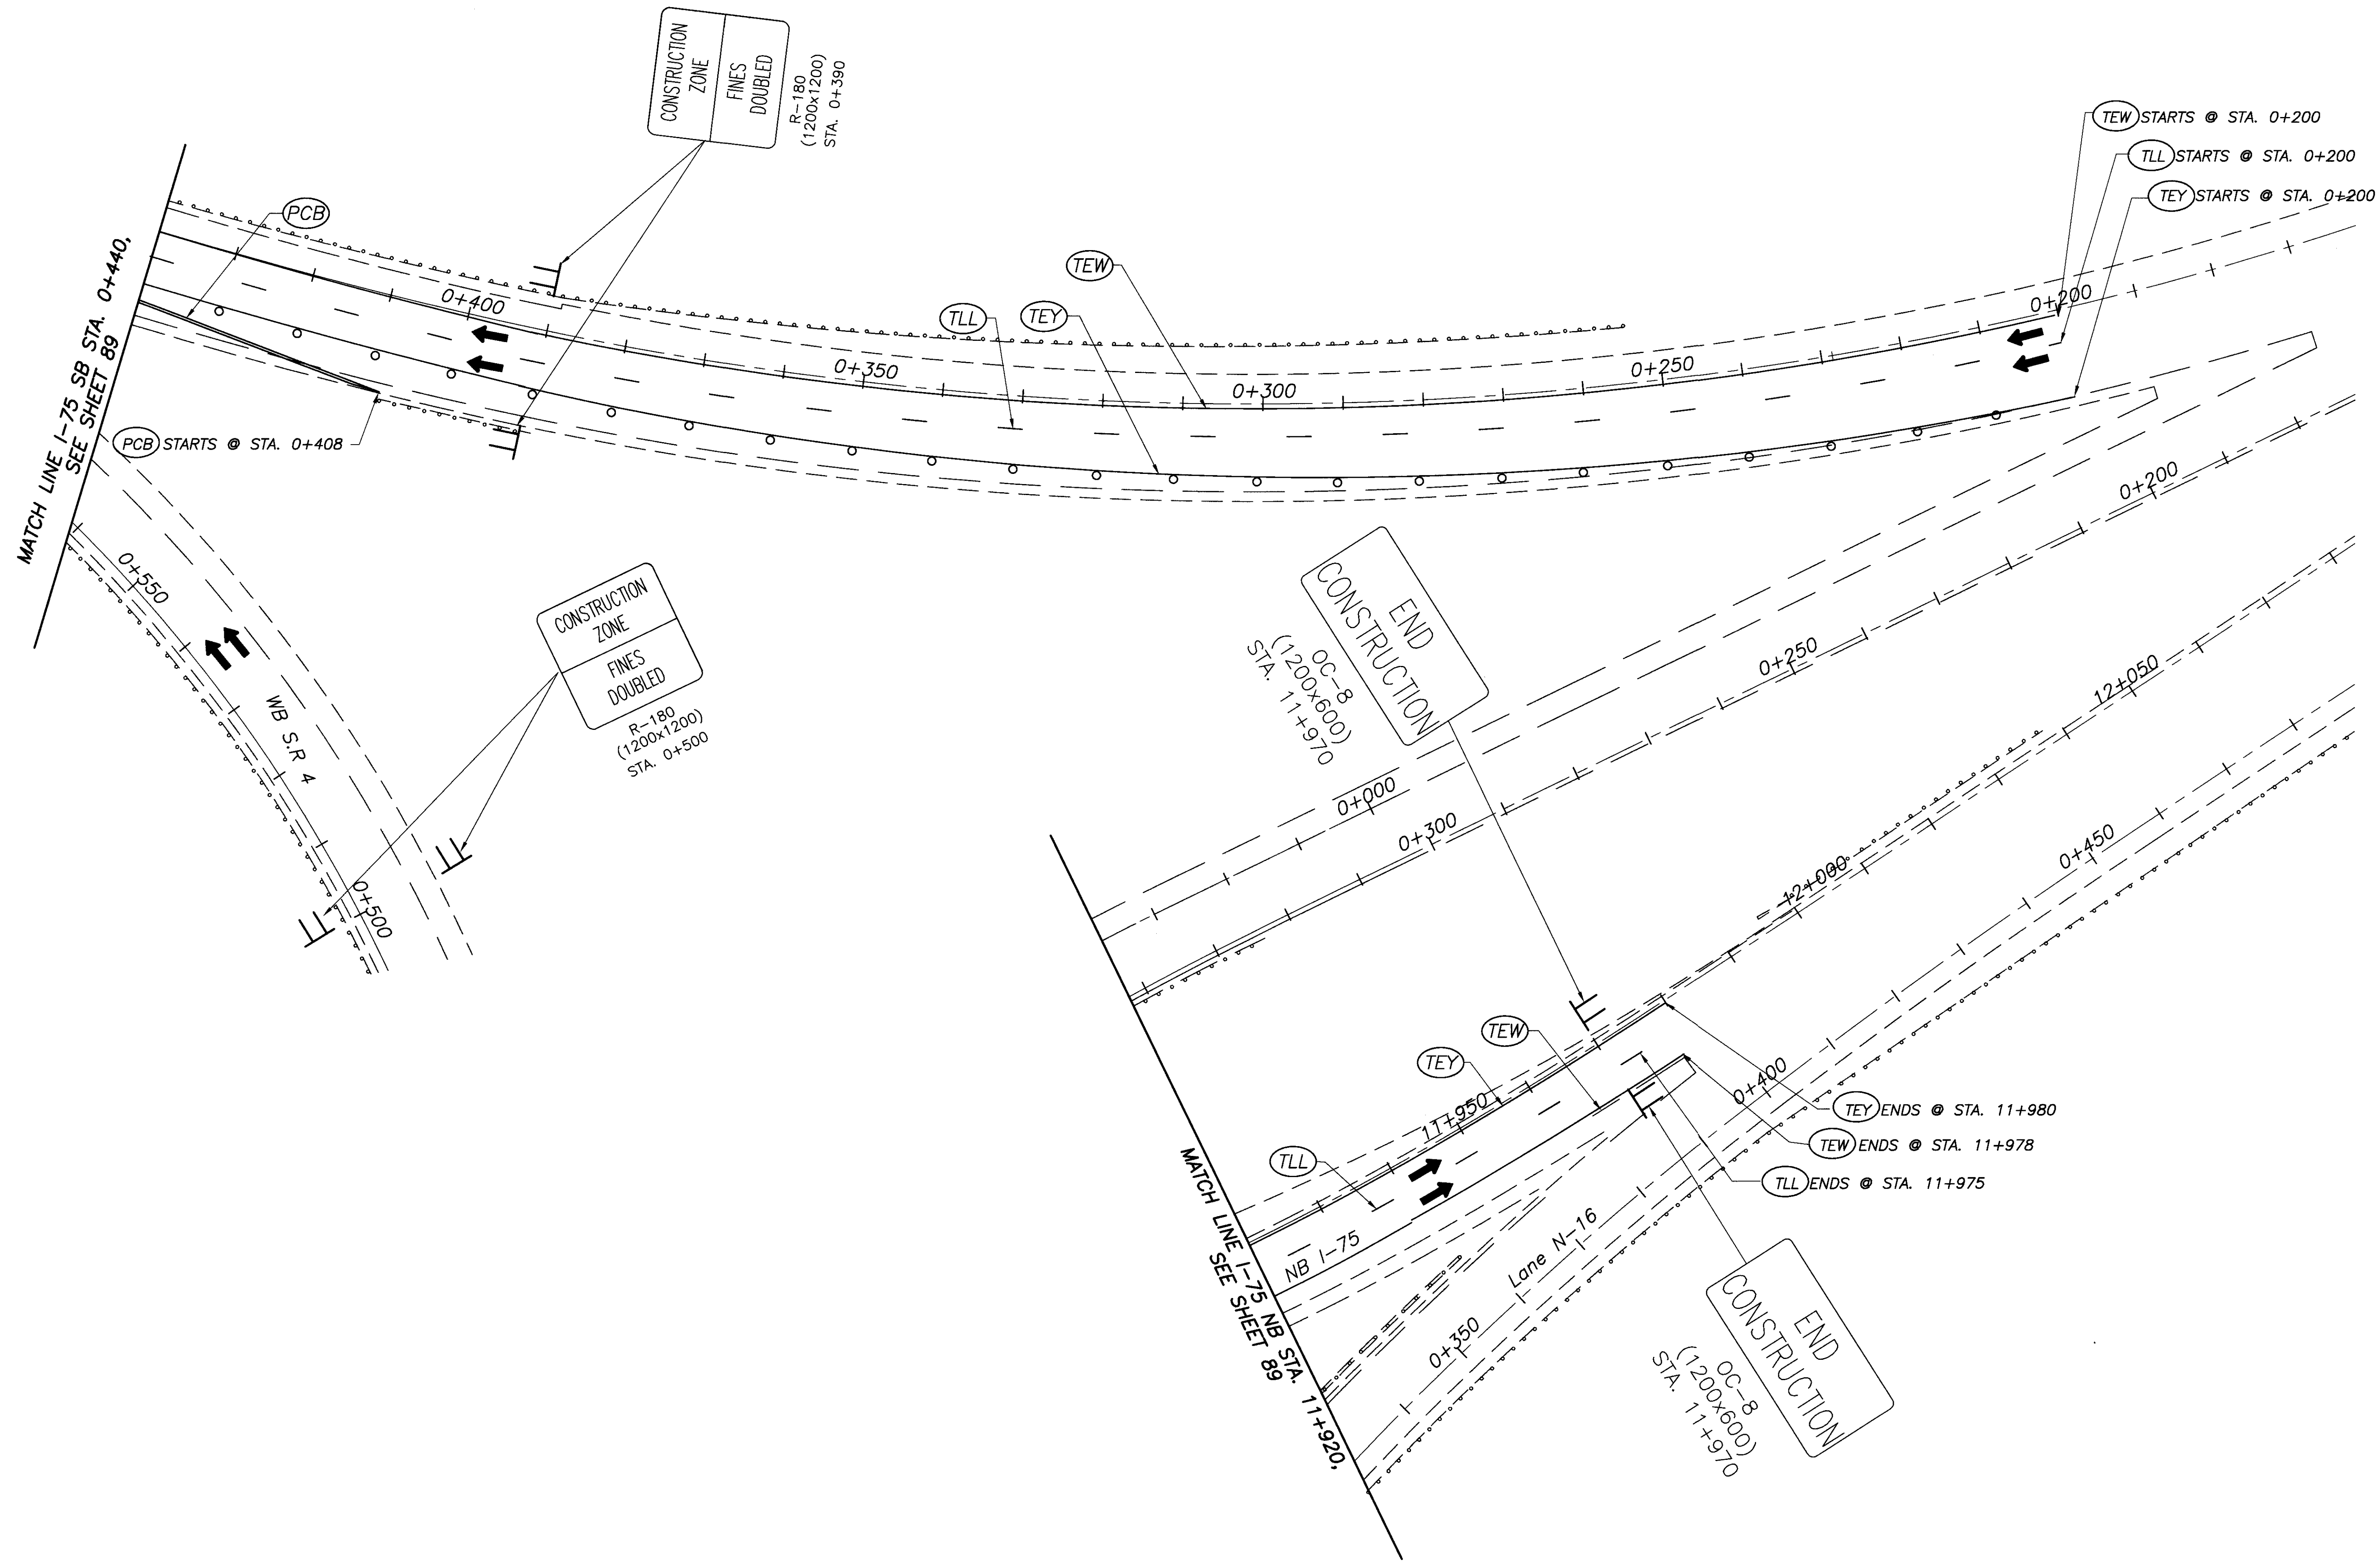 CONSTRUCTION
ZONE
FINES
DOUBLED
R-180
(1200x1200)
STA. 0+390
TEW STARTS @ STA. 0+200
TLL STARTS @ STA. 0+200
TEY STARTS @ STA. 0+200
PCB
TEW
TLL
TEY
0+400
0+350
0+300
0+250
0+200
MATCH LINE I-75 SB STA. 0+440,
SEE SHEET 89
PCB STARTS @ STA. 0+408
0+550
WB S.R 4
0+500
CONSTRUCTION
ZONE
FINES
DOUBLED
R-180
(1200x1200)
STA. 0+500
END
CONSTRUCTION
OC-8
(1200x600)
STA. 11+970
0+200
0+250
0+300
0+000
12+050
12+000
11+950
0+450
0+400
0+350
TEW
TEY
TLL
TEY ENDS @ STA. 11+980
TEW ENDS @ STA. 11+978
TLL ENDS @ STA. 11+975
NB I-75
Lane N-16
MATCH LINE I-75 NB STA. 11+920,
SEE SHEET 89
END
CONSTRUCTION
OC-8
(1200x600)
STA. 11+970